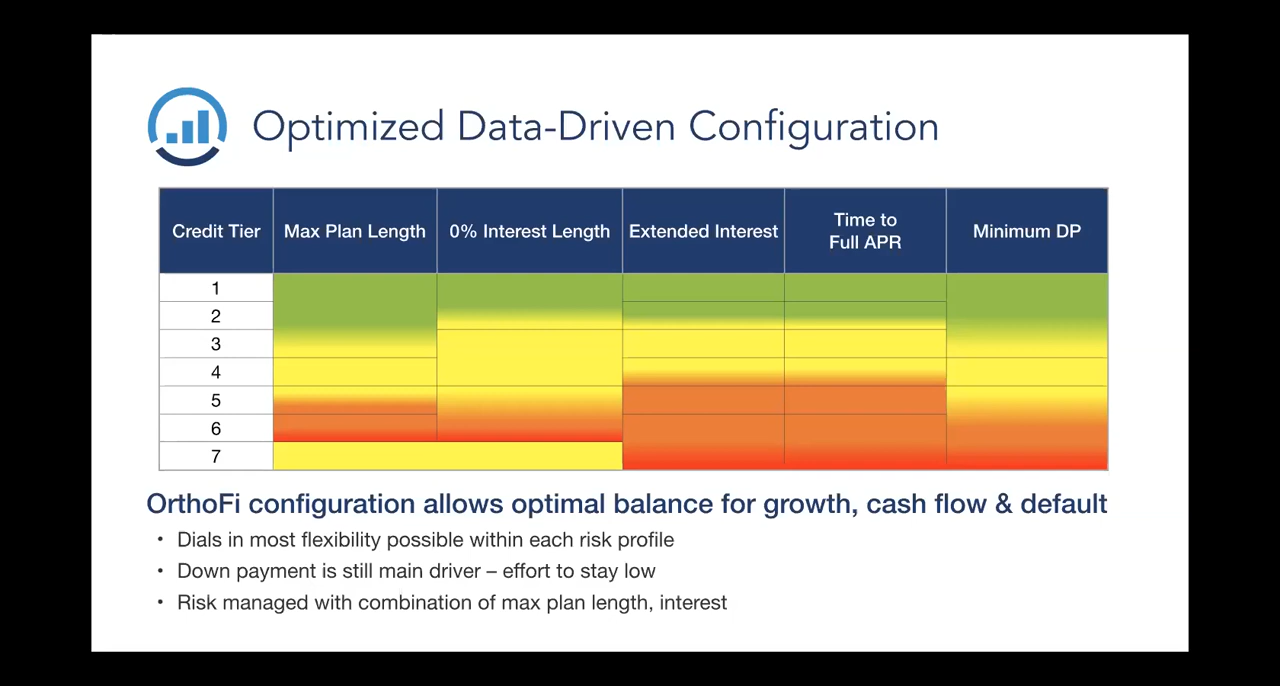 Optimized Data-Driven Configuration
Credit Tier
Max Plan Length
0% Interest Length
Extended Interest
Time to
Full APR
Minimum DP
1
2
3
4
5
6
7
OrthoFi configuration allows optimal balance for growth, cash flow & default
• Dials in most flexibility possible within each risk profile
• Down payment is still main driver – effort to stay low
• Risk managed with combination of max plan length, interest